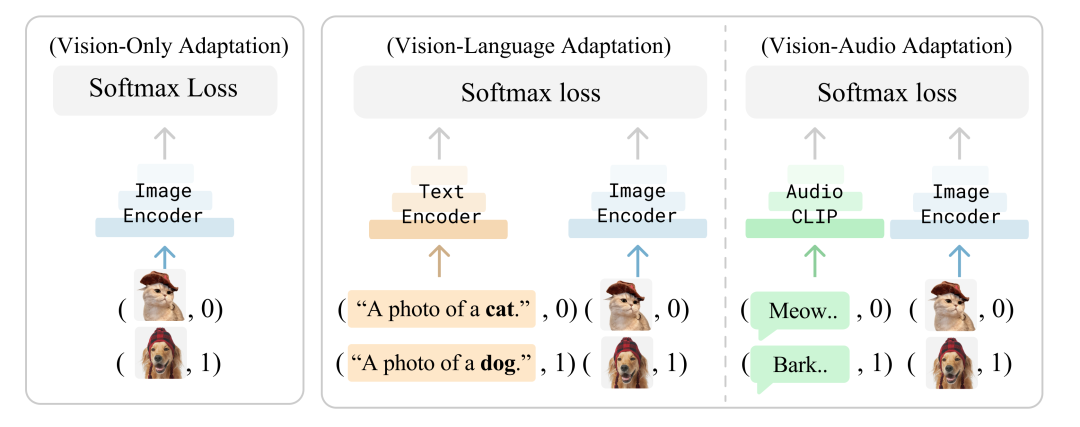 (Vision-Only Adaptation)
Softmax Loss
Image
Encoder
( , 0)
( , 1)
(Vision-Language Adaptation)
Softmax loss
Text
Encoder
Image
Encoder
( “A photo of a cat.” , 0) ( , 0)
( “A photo of a dog.” , 1) ( , 1)
(Vision-Audio Adaptation)
Softmax loss
Audio
CLIP
Image
Encoder
( Meow.. , 0) ( , 0)
( Bark.. , 1) ( , 1)